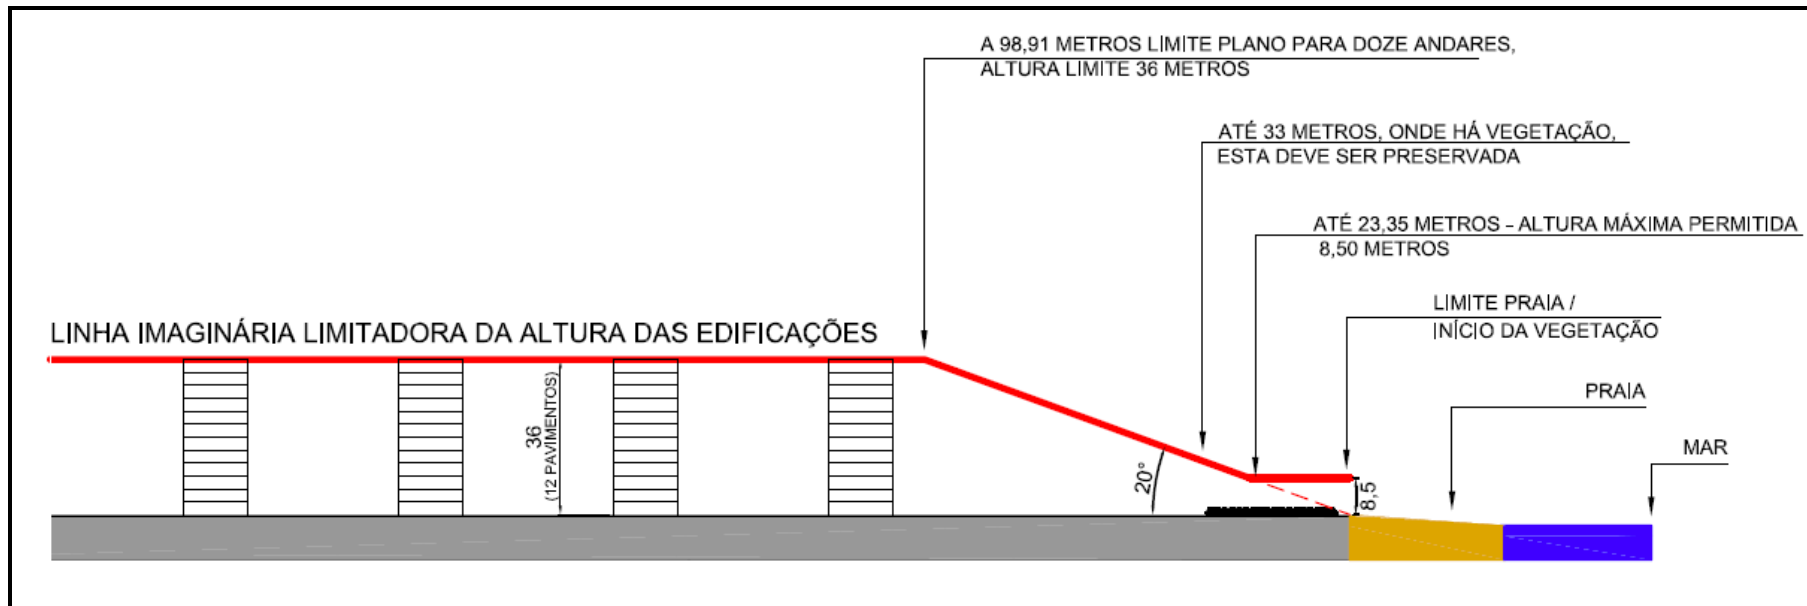 A 98,91 METROS LIMITE PLANO PARA DOZE ANDARES,
ALTURA LIMITE 36 METROS
ATÉ 33 METROS, ONDE HÁ VEGETAÇÃO,
ESTA DEVE SER PRESERVADA
ATÉ 23,35 METROS - ALTURA MÁXIMA PERMITIDA
8,50 METROS
LIMITE PRAIA /
INÍCIO DA VEGETAÇÃO
LINHA IMAGINÁRIA LIMITADORA DA ALTURA DAS EDIFICAÇÕES
PRAIA
MAR
36
(12 PAVIMENTOS)
20°
8,5